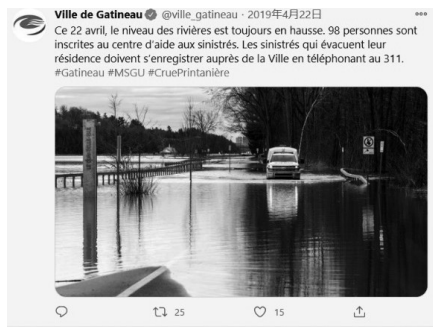 Ville de Gatineau @ville_gatineau · 2019年4月22日
Ce 22 avril, le niveau des rivières est toujours en hausse. 98 personnes sont
inscrites au centre d'aide aux sinistrés. Les sinistrés qui évacuent leur
résidence doivent s'enregistrer auprès de la Ville en téléphonant au 311.
#Gatineau #MSGU #CruePrintanière
25 15